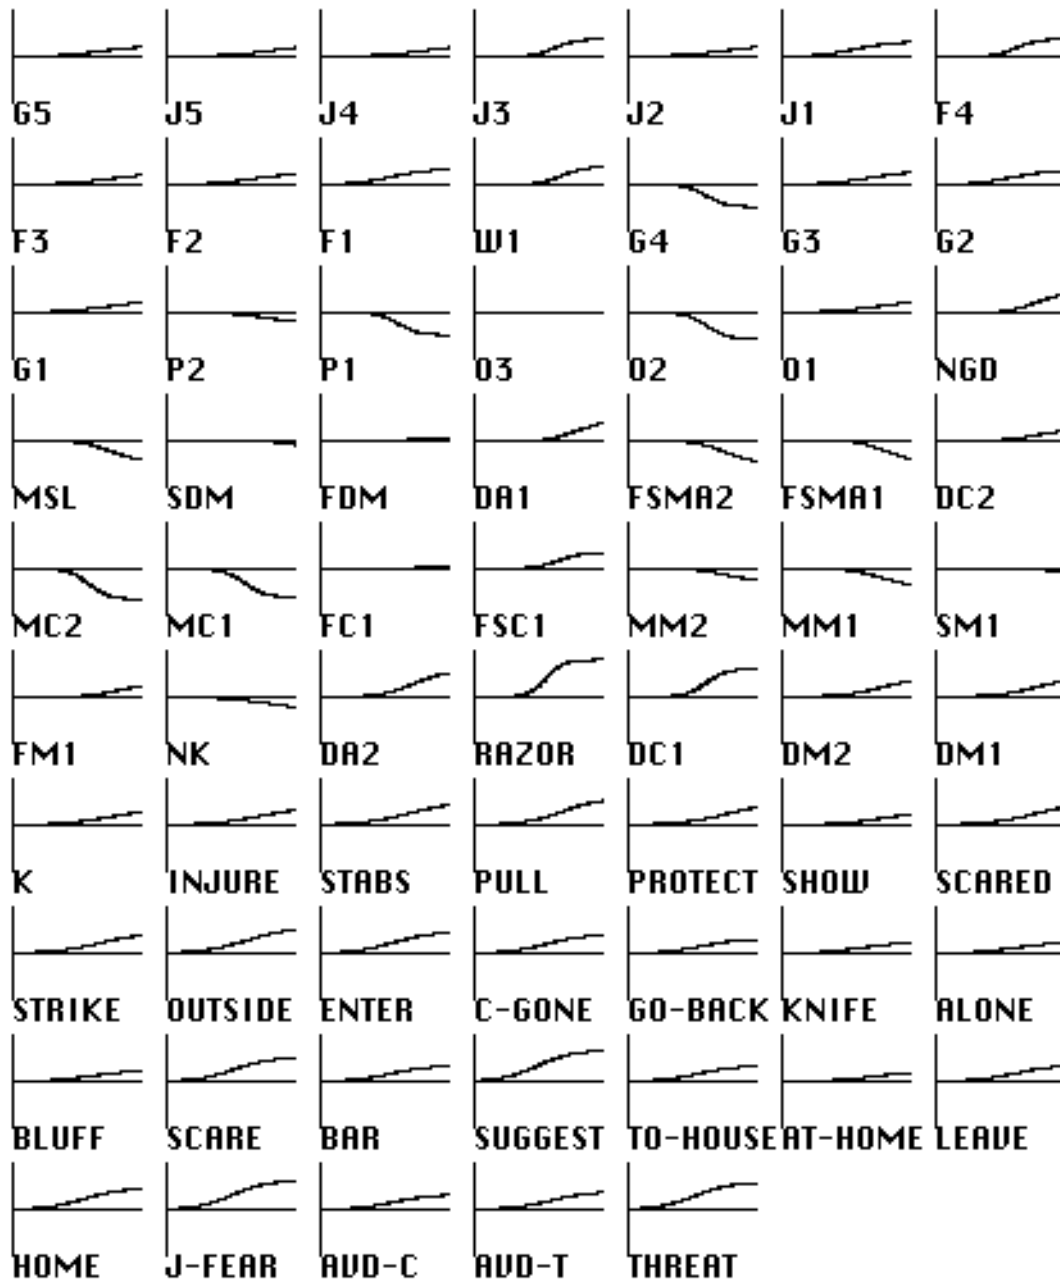 G5 J5 J4 J3 J2 J1 F4
F3 F2 F1 W1 G4 G3 G2
G1 P2 P1 O3 O2 O1 NGD
MSL SDM FDM DA1 FSMA2 FSMA1 DC2
MC2 MC1 FC1 FSC1 MM2 MM1 SM1
FM1 NK DA2 RAZOR DC1 DM2 DM1
K INJURE STABS PULL PROTECT SHOW SCARED
STRIKE OUTSIDE ENTER C-GONE GO-BACK KNIFE ALONE
BLUFF SCARE BAR SUGGEST TO-HOUSE AT-HOME LEAVE
HOME J-FEAR AVD-C AVD-T THREAT